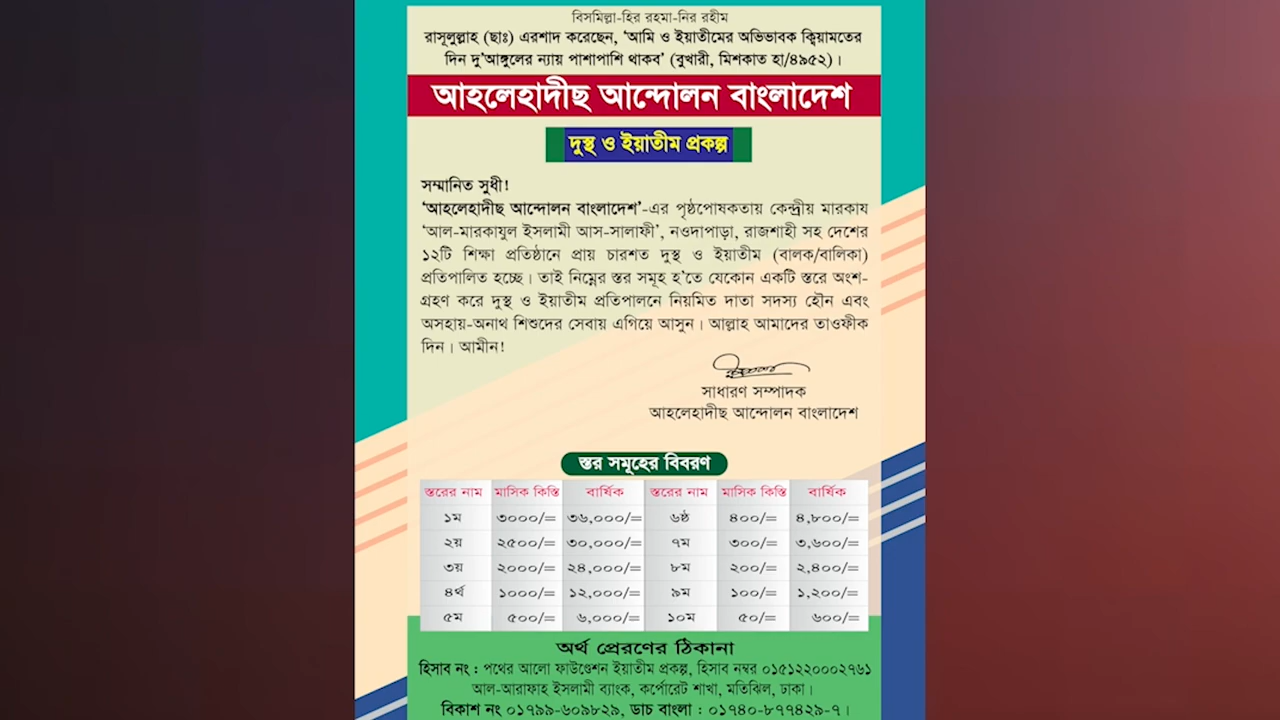 বিসমিল্লা-হির রহমা-নির রহীম
রাসূলুল্লাহ (ছাঃ) এরশাদ করেছেন, ‘আমি ও ইয়াতীমের অভিভাবক ক্বিয়ামতের
দিন দু’আঙ্গুলের ন্যায় পাশাপাশি থাকব’ (বুখারী, মিশকাত হা/৪৯৫২)।
আহলেহাদীছ আন্দোলন বাংলাদেশ
দুস্থ ও ইয়াতীম প্রকল্প
সম্মানিত সুধী!
‘আহলেহাদীছ আন্দোলন বাংলাদেশ’-এর পৃষ্ঠপোষকতায় কেন্দ্রীয় মারকায
‘আল-মারকাযুল ইসলামী আস-সালাফী’, নওদাপাড়া, রাজশাহী সহ দেশের
১২টি শিক্ষা প্রতিষ্ঠানে প্রায় চারশত দুস্থ ও ইয়াতীম (বালক/বালিকা)
প্রতিপালিত হচ্ছে। তাই নিম্নের স্তর সমূহ হ’তে যেকোন একটি স্তরে অংশ-
গ্রহণ করে দুস্থ ও ইয়াতীম প্রতিপালনে নিয়মিত দাতা সদস্য হৌন এবং
অসহায়-অনাথ শিশুদের সেবায় এগিয়ে আসুন। আল্লাহ আমাদের তাওফীক
দিন। আমীন!
সাধারণ সম্পাদক
আহলেহাদীছ আন্দোলন বাংলাদেশ
স্তর সমূহের বিবরণ
স্তরের নাম মাসিক কিস্তি বার্ষিক স্তরের নাম মাসিক কিস্তি বার্ষিক
১ম ৩০০০/= ৩৬,০০০/= ৬ষ্ঠ ৪০০/= ৪,৮০০/=
২য় ২৫০০/= ৩০,০০০/= ৭ম ৩০০/= ৩,৬০০/=
৩য় ২০০০/= ২৪,০০০/= ৮ম ২০০/= ২,৪০০/=
৪র্থ ১০০০/= ১২,০০০/= ৯ম ১০০/= ১,২০০/=
৫ম ৫০০/= ৬,০০০/= ১০ম ৫০/= ৬০০/=
অর্থ প্রেরণের ঠিকানা
হিসাব নং : পথের আলো ফাউণ্ডেশন ইয়াতীম প্রকল্প, হিসাব নম্বর ০১৫১২২০০০২৭৬১
আল-আরাফাহ ইসলামী ব্যাংক, কর্পোরেট শাখা, মতিঝিল, ঢাকা।
বিকাশ নং ০১৭৯৯-৬০৯৮২৯, ডাচ বাংলা : ০১৭৪০-৮৭৭৪২৯-৭।